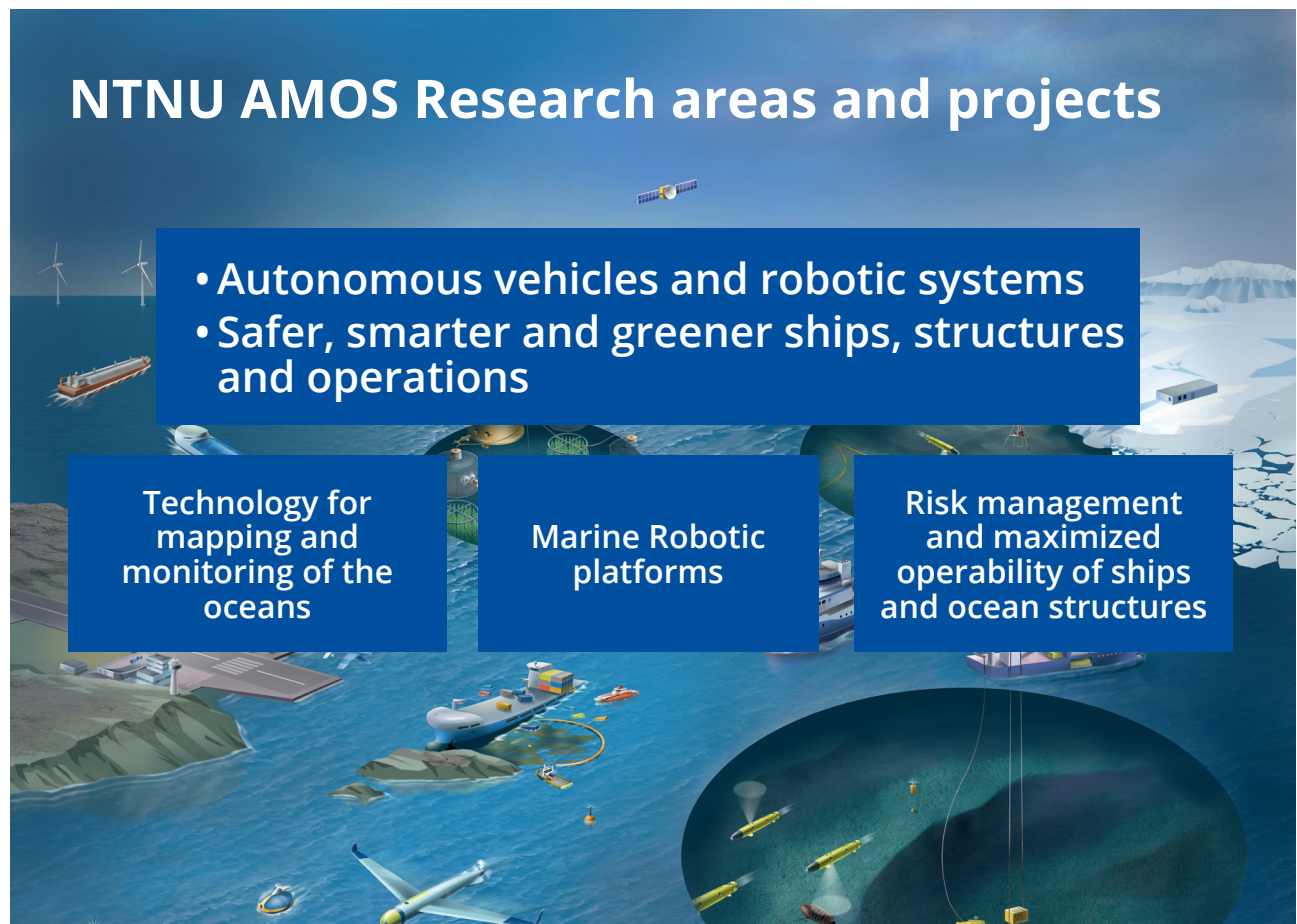 NTNU AMOS Research areas and projects
• Autonomous vehicles and robotic systems
• Safer, smarter and greener ships, structures
and operations
Technology for
mapping and
monitoring of the
oceans
Marine Robotic
platforms
Risk management
and maximized
operability of ships
and ocean structures